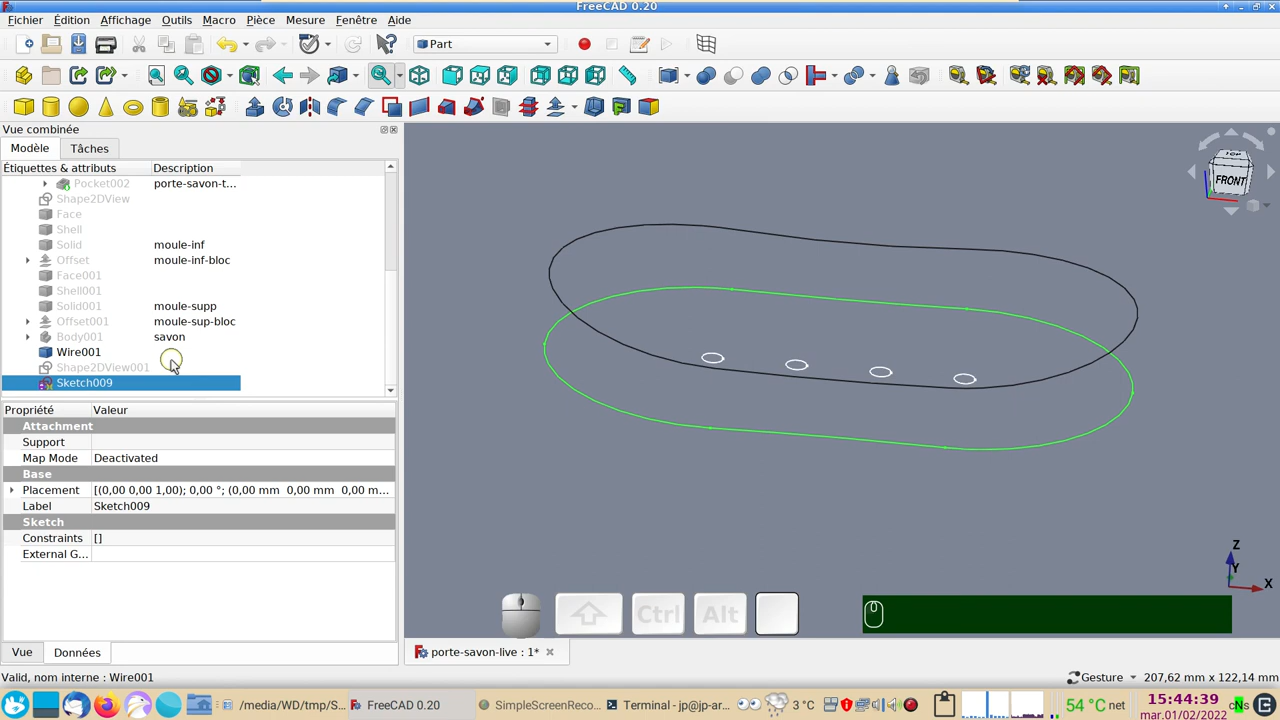 FreeCAD 0.20
Fichier Édition Affichage Outils Macro Pièce Mesure Fenêtre Aide
Part
Vue combinée
Modèle Tâches
Étiquettes & attributs Description
Pocket002 porte-savon-t...
Shape2DView
Face
Shell
Solid moule-inf
Offset moule-inf-bloc
Face001
Shell001
Solid001 moule-supp
Offset001 moule-sup-bloc
Body001 savon
Wire001
Shape2DView001
Sketch009
Propriété Valeur
Attachment
Support
Map Mode Deactivated
Base
Placement [(0,00 0,00 1,00); 0,00 °; (0,00 mm 0,00 mm 0,00 m...
Label Sketch009
Sketch
Constraints []
External G...
Vue Données
TOP
FRONT
Z
Y
X
Ctrl Alt
porte-savon-live : 1*
Valid, nom interne : Wire001
Gesture 207,62 mm x 122,14 mm
/media/WD/tmp/S... FreeCAD 0.20 SimpleScreenReco... Terminal - jp@jp-ar... 3 °C 54 °C net 15:44:39
mar.01/02/2022